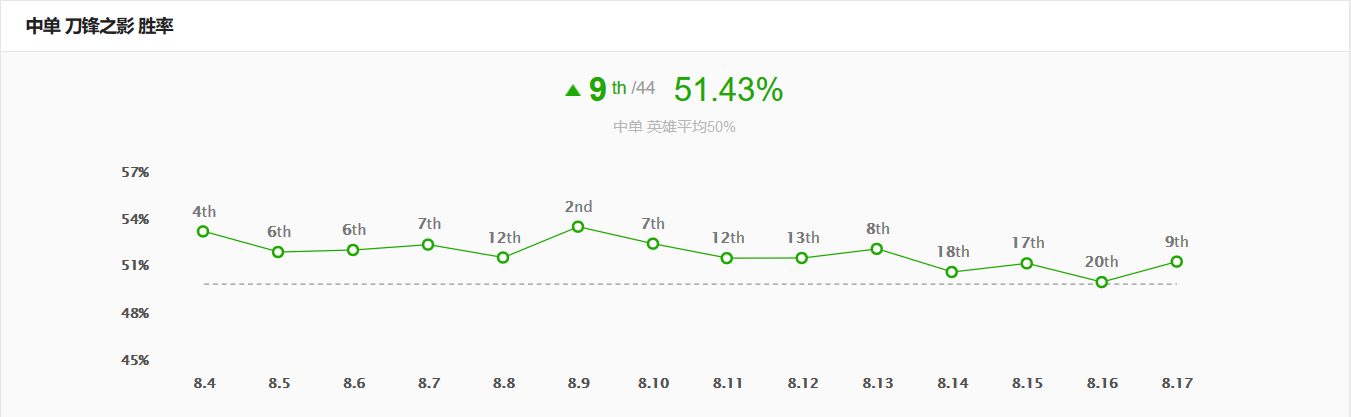 中单 刀锋之影 胜率
9 th /44 51.43%
中单 英雄平均50%
57%
54%
51%
48%
45%
4th
6th
6th
7th
12th
2nd
7th
12th
13th
8th
18th
17th
20th
9th
8.4 8.5 8.6 8.7 8.8 8.9 8.10 8.11 8.12 8.13 8.14 8.15 8.16 8.17